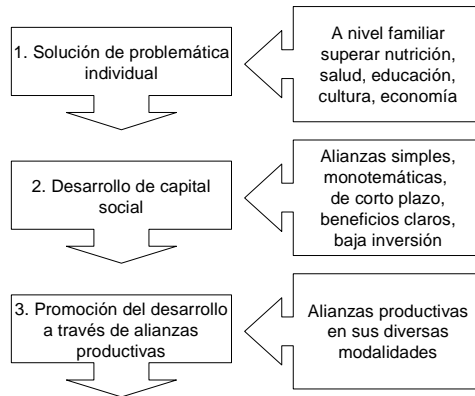 1. Solución de problemática
individual
A nivel familiar
superar nutrición,
salud, educación,
cultura, economía
2. Desarrollo de capital
social
Alianzas simples,
monotemáticas,
de corto plazo,
beneficios claros,
baja inversión
3. Promoción del desarrollo
a través de alianzas
productivas
Alianzas productivas
en sus diversas
modalidades